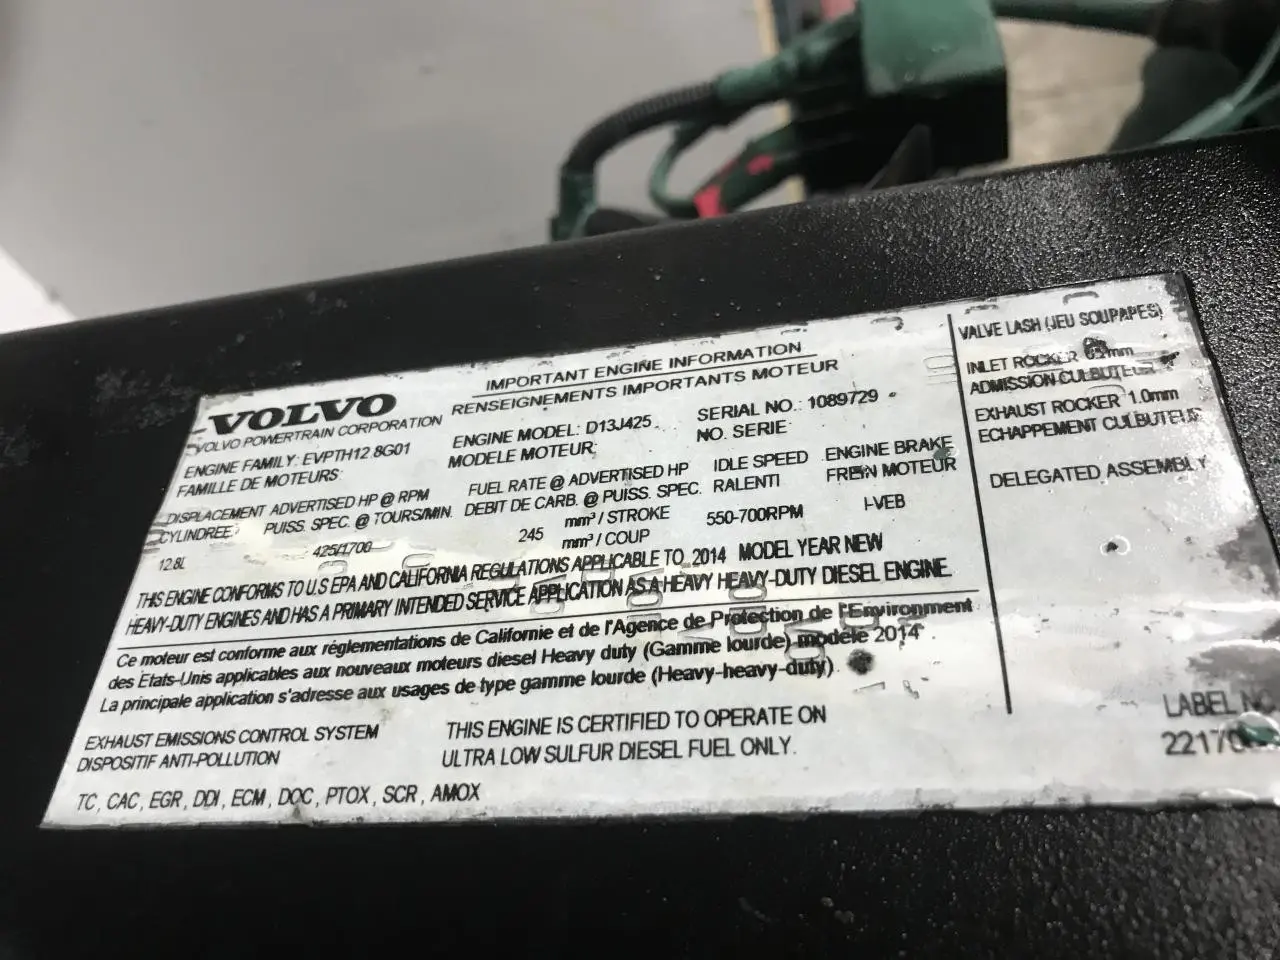 VOLVO
VOLVO POWERTRAIN CORPORATION
IMPORTANT ENGINE INFORMATION
RENSEIGNEMENTS IMPORTANTS MOTEUR
ENGINE FAMILY: EVPTH12.8G01
FAMILLE DE MOTEURS:
ENGINE MODEL: D13J425
MODELE MOTEUR:
SERIAL NO.: 1089729
NO. SERIE
DISPLACEMENT
CYLINDREE
12.8L
ADVERTISED HP @ RPM
PUISS. SPEC. @ TOURS/MIN.
425/1700
FUEL RATE @ ADVERTISED HP
DEBIT DE CARB. @ PUISS. SPEC.
245 mm³ / STROKE
mm³ / COUP
IDLE SPEED
RALENTI
550-700RPM
ENGINE BRAKE
FREIN MOTEUR
I-VEB
THIS ENGINE CONFORMS TO U.S EPA AND CALIFORNIA REGULATIONS APPLICABLE TO 2014 MODEL YEAR NEW
HEAVY-DUTY ENGINES AND HAS A PRIMARY INTENDED SERVICE APPLICATION AS A HEAVY HEAVY-DUTY DIESEL ENGINE.
Ce moteur est conforme aux réglementations de Californie et de l'Agence de Protection de l'Environment
des Etats-Unis applicables aux nouveaux moteurs diesel Heavy duty (Gamme lourde) modèle 2014
La principale application s'adresse aux usages de type gamme lourde (Heavy-heavy-duty).
EXHAUST EMISSIONS CONTROL SYSTEM
DISPOSITIF ANTI-POLLUTION
THIS ENGINE IS CERTIFIED TO OPERATE ON
ULTRA LOW SULFUR DIESEL FUEL ONLY.
TC, CAC, EGR, DDI, ECM, DOC, PTOX, SCR, AMOX
VALVE LASH (JEU SOUPAPES)
INLET ROCKER
ADMISSION CULBUTEUR
EXHAUST ROCKER 1.0mm
ECHAPPEMENT CULBUTEUR
DELEGATED ASSEMBLY
LABEL